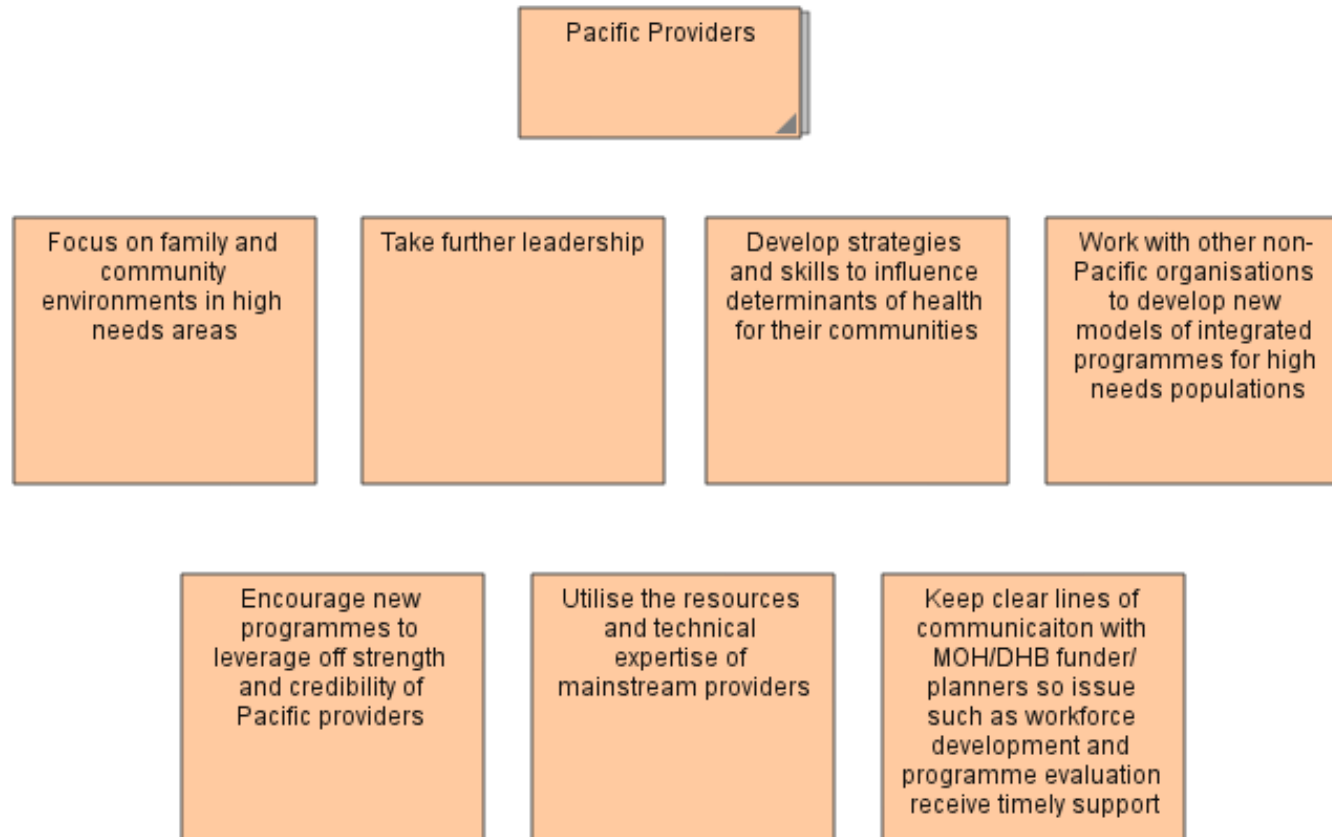 Pacific Providers
Focus on family and
community
environments in high
needs areas
Take further leadership
Develop strategies
and skills to influence
determinants of health
for their communities
Work with other non-
Pacific organisations
to develop new
models of integrated
programmes for high
needs populations
Encourage new
programmes to
leverage off strength
and credibility of
Pacific providers
Utilise the resources
and technical
expertise of
mainstream providers
Keep clear lines of
communicaiton with
MOH/DHB funder/
planners so issue
such as workforce
development and
programme evaluation
receive timely support